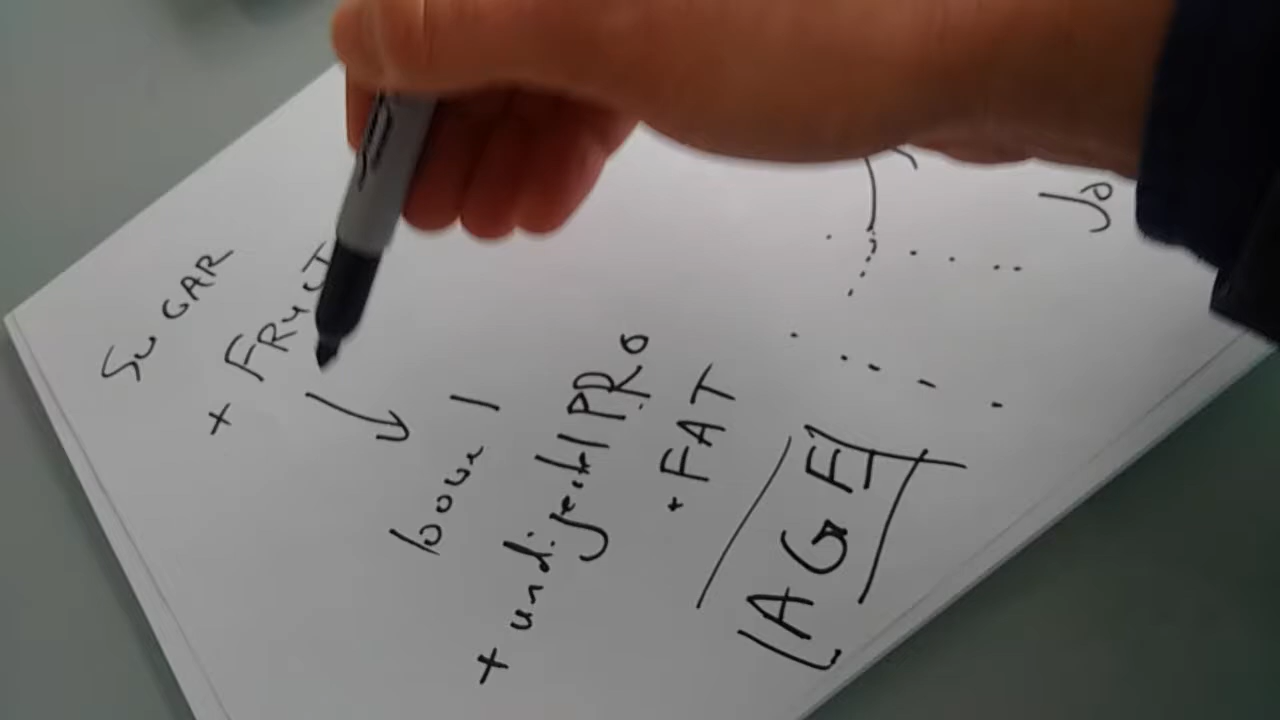 SuGAR
+ FRuct
bowel
+ undigested PRo
+ FAT
AGE